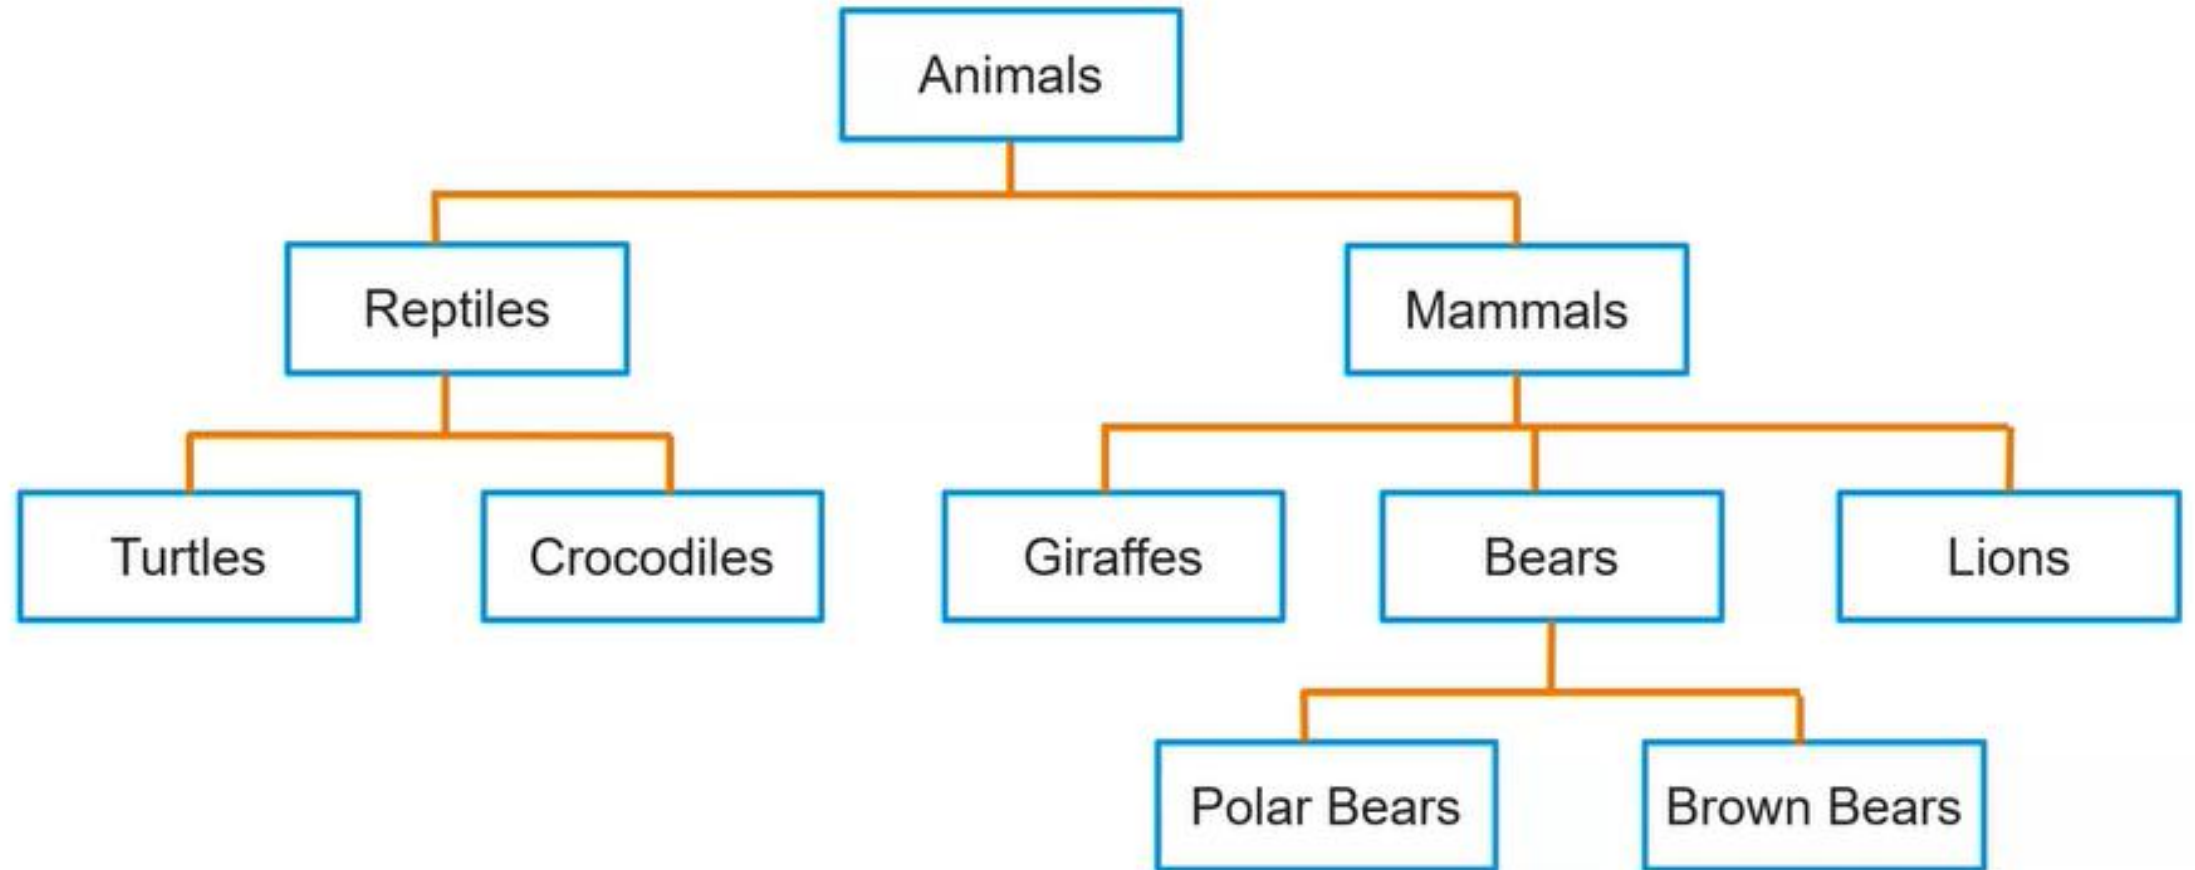 Animals
Reptiles
Mammals
Turtles
Crocodiles
Giraffes
Bears
Lions
Polar Bears
Brown Bears